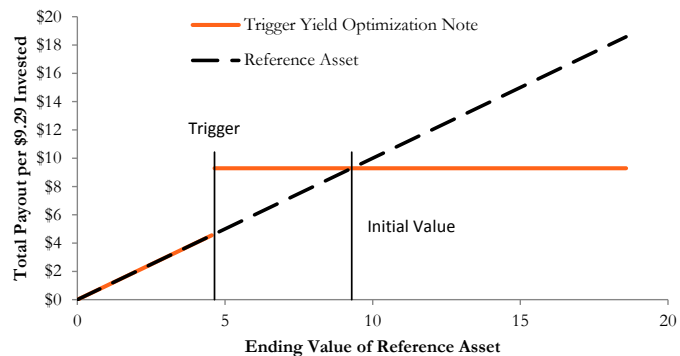 Total Payout per $9.29 Invested
$20
$18
$16
$14
$12
$10
$8
$6
$4
$2
$0
Trigger Yield Optimization Note
Reference Asset
Trigger
Initial Value
0
5
10
15
20
Ending Value of Reference Asset